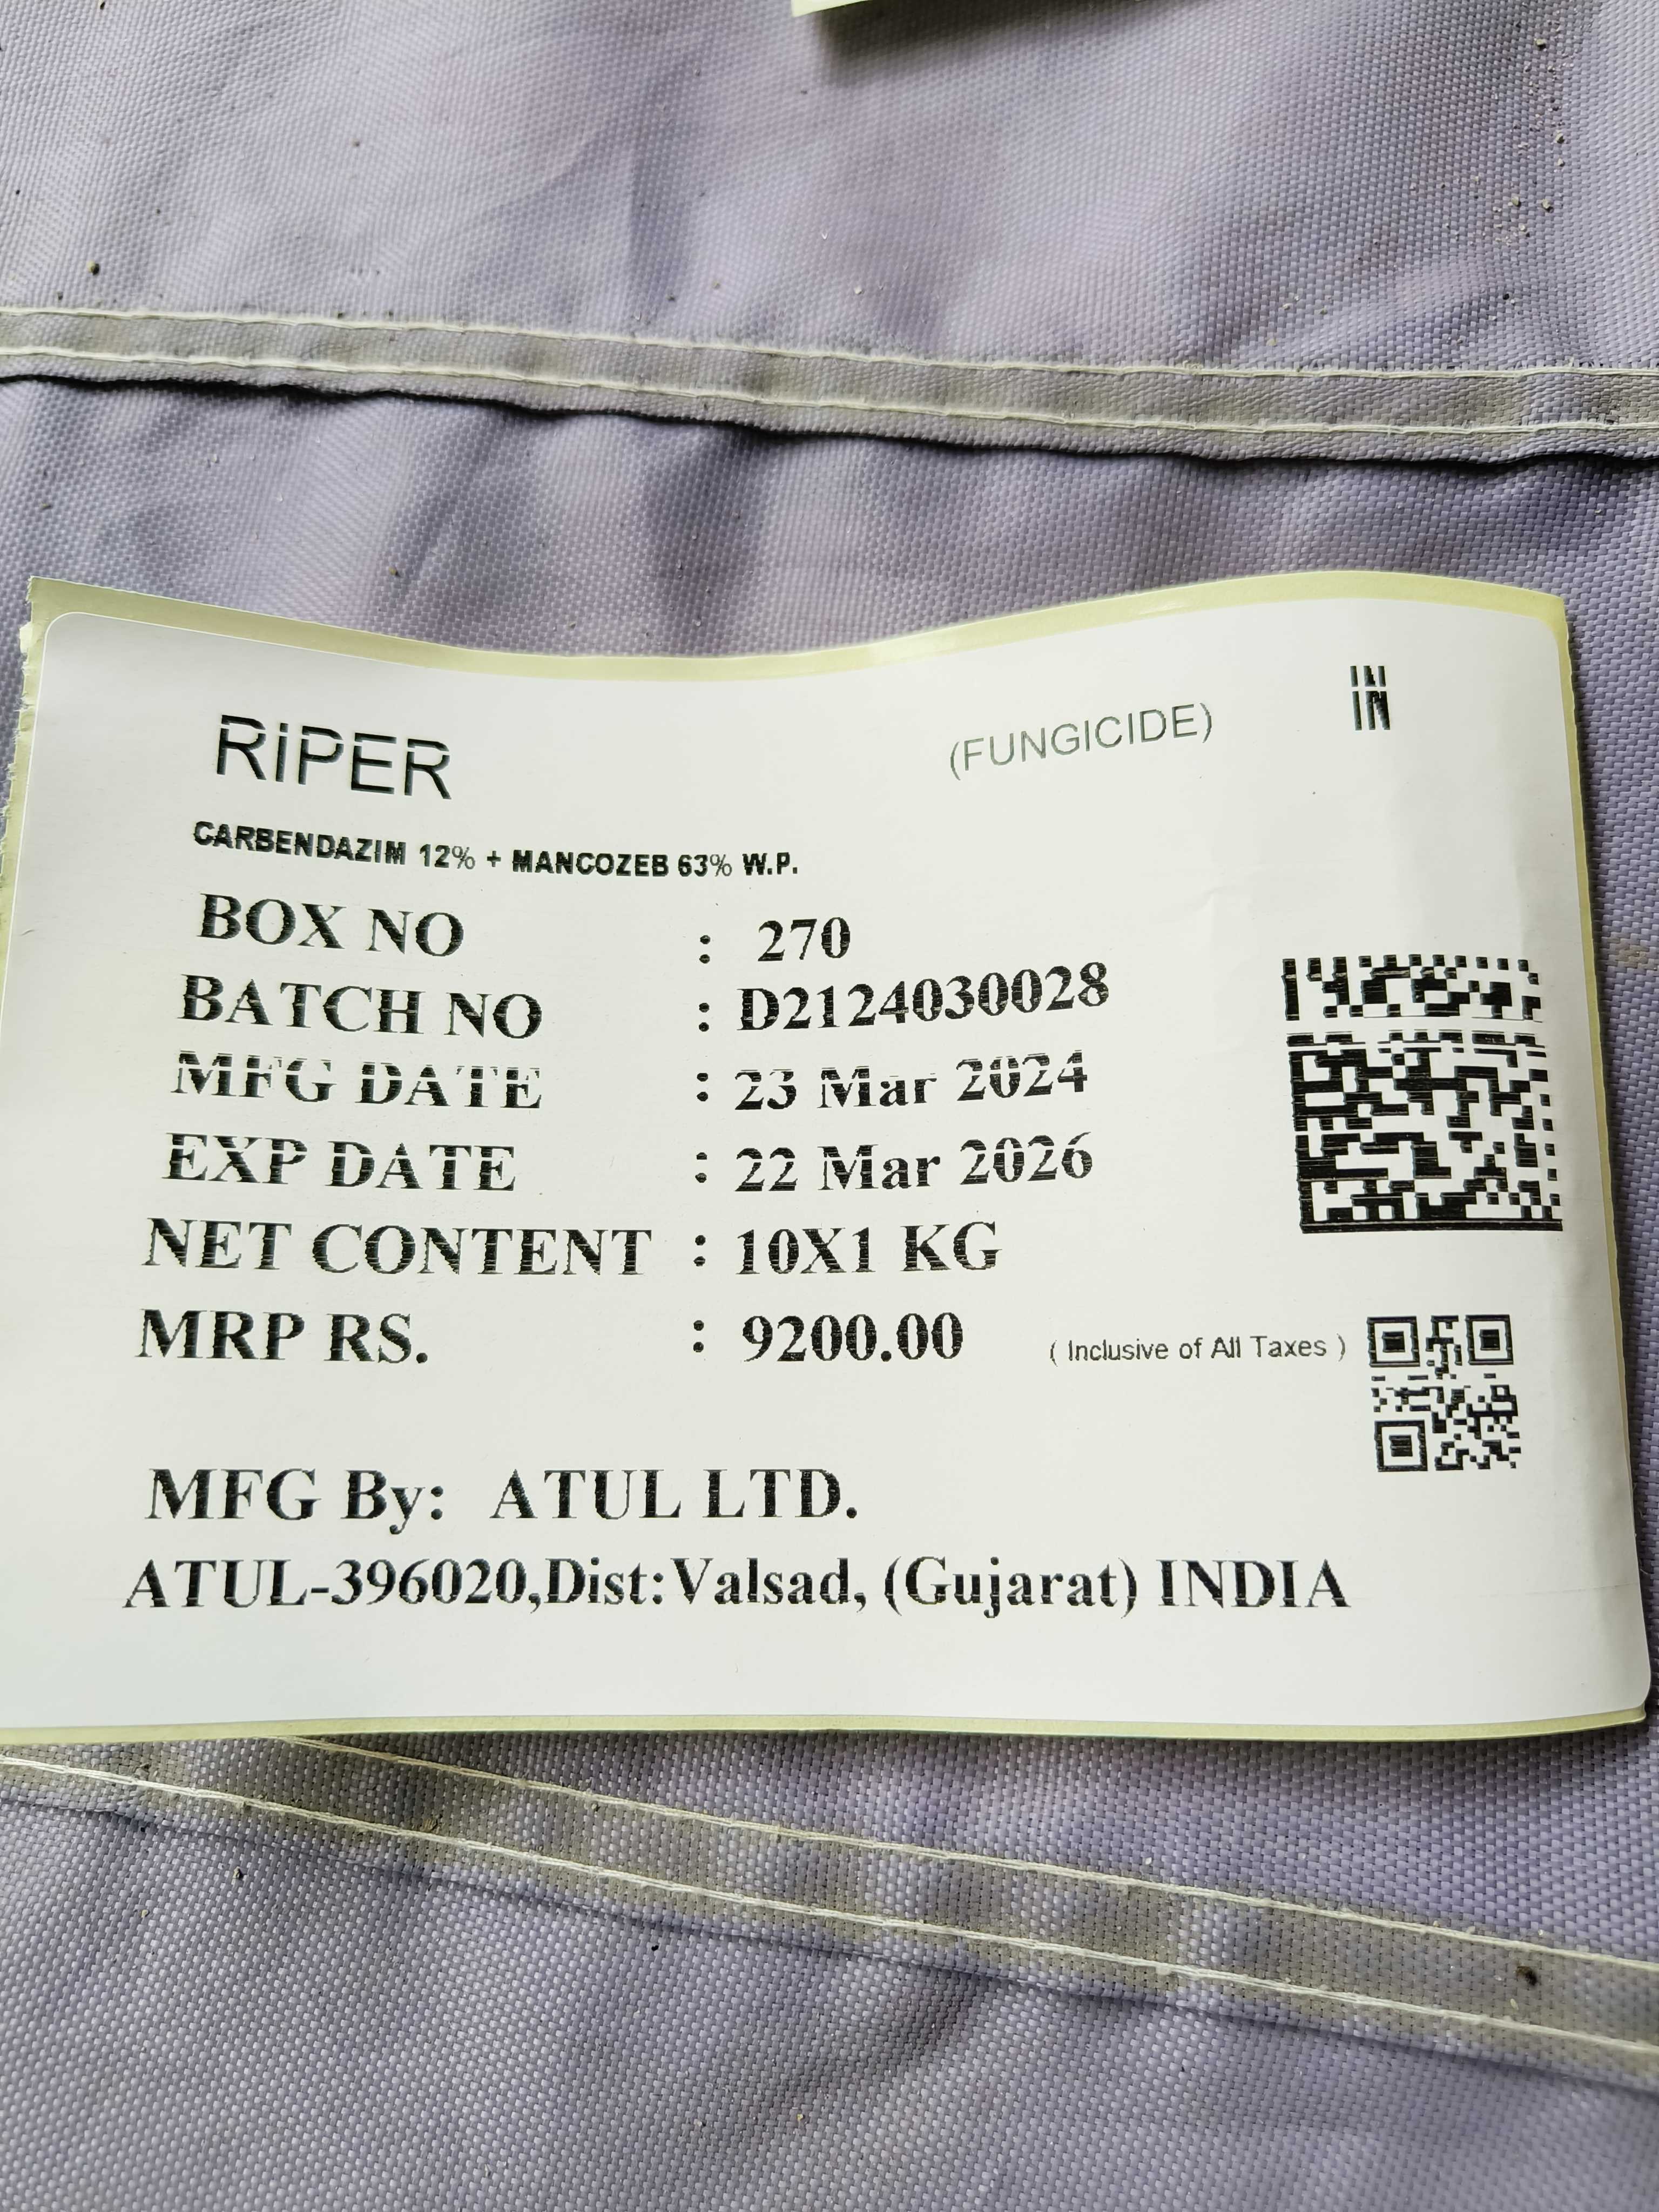 RiPER (FUNGICIDE) IN
CARBENDAZIM 12% + MANCOZEB 63% W.P.
BOX NO : 270
BATCH NO : D2124030028
MFG DATE : 23 Mar 2024
EXP DATE : 22 Mar 2026
NET CONTENT : 10X1 KG
MRP RS. : 9200.00 ( Inclusive of All Taxes )
MFG By: ATUL LTD.
ATUL-396020,Dist:Valsad, (Gujarat) INDIA